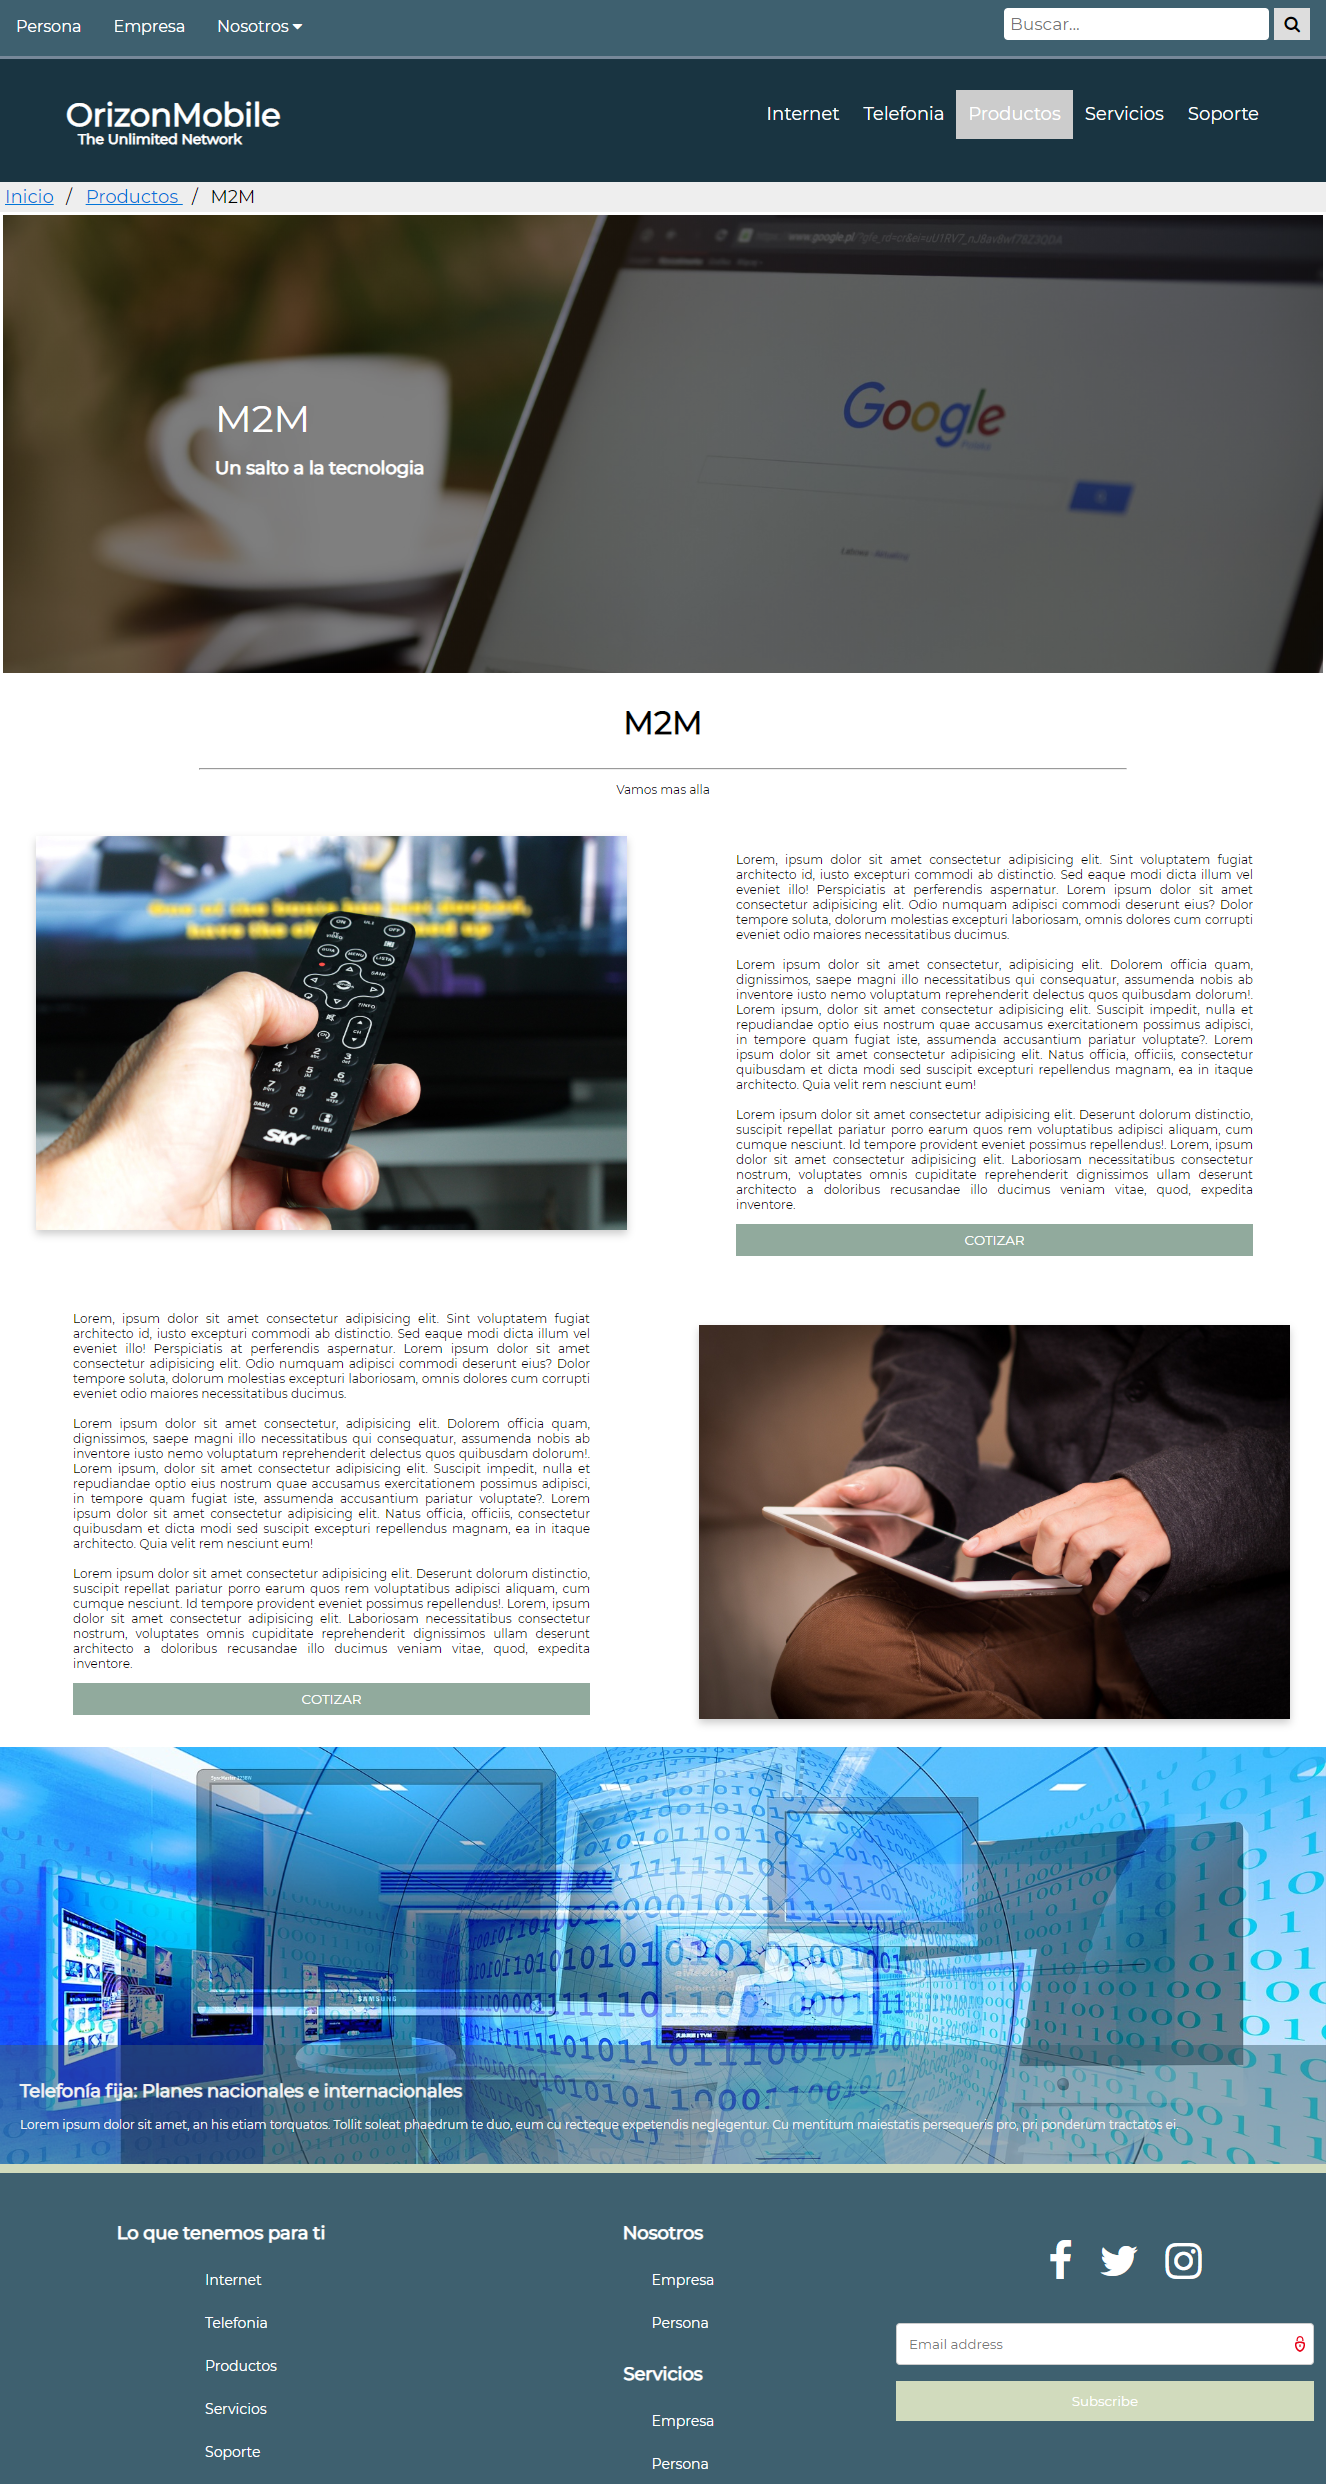 Persona Empresa Nosotros
Buscar...
OrizonMobile
The Unlimited Network
Internet Telefonia Productos Servicios Soporte
Inicio / Productos / M2M
www.google.pl
Google
Polska
M2M
Un salto a la tecnologia
M2M
Vamos mas alla
ON OFF
VIDEO
GUIA MENU LISTA
SAIR
CH
DASH
ENTER
SKY
Lorem, ipsum dolor sit amet consectetur adipisicing elit. Sint voluptatem fugiat
architecto id, iusto excepturi commodi ab distinctio. Sed eaque modi dicta illum vel
eveniet illo! Perspiciatis at perferendis aspernatur. Lorem ipsum dolor sit amet
consectetur adipisicing elit. Odio numquam adipisci commodi deserunt eius? Dolor
tempore soluta, dolorum molestias excepturi laboriosam, omnis dolores cum corrupti
eveniet odio maiores necessitatibus ducimus.
Lorem ipsum dolor sit amet consectetur, adipisicing elit. Dolorem officia quam,
dignissimos, saepe magni illo necessitatibus qui consequatur, assumenda nobis ab
inventore iusto nemo voluptatum reprehenderit delectus quos quibusdam dolorum!.
Lorem ipsum, dolor sit amet consectetur adipisicing elit. Suscipit impedit, nulla et
repudiandae optio eius nostrum quae accusamus exercitationem possimus adipisci,
in tempore quam fugiat iste, assumenda accusantium pariatur voluptate?. Lorem
ipsum dolor sit amet consectetur adipisicing elit. Natus officia, officiis, consectetur
quibusdam et dicta modi sed suscipit excepturi repellendus magnam, ea in itaque
architecto. Quia velit rem nesciunt eum!
Lorem ipsum dolor sit amet consectetur adipisicing elit. Deserunt dolorum distinctio,
suscipit repellat pariatur porro earum quos rem voluptatibus adipisci aliquam, cum
cumque nesciunt. Id tempore provident eveniet possimus repellendus!. Lorem, ipsum
dolor sit amet consectetur adipisicing elit. Laboriosam necessitatibus consectetur
nostrum, voluptates omnis cupiditate reprehenderit dignissimos ullam deserunt
architecto a doloribus recusandae illo ducimus veniam vitae, quod, expedita
inventore.
COTIZAR
Lorem, ipsum dolor sit amet consectetur adipisicing elit. Sint voluptatem fugiat
architecto id, iusto excepturi commodi ab distinctio. Sed eaque modi dicta illum vel
eveniet illo! Perspiciatis at perferendis aspernatur. Lorem ipsum dolor sit amet
consectetur adipisicing elit. Odio numquam adipisci commodi deserunt eius? Dolor
tempore soluta, dolorum molestias excepturi laboriosam, omnis dolores cum corrupti
eveniet odio maiores necessitatibus ducimus.
Lorem ipsum dolor sit amet consectetur, adipisicing elit. Dolorem officia quam,
dignissimos, saepe magni illo necessitatibus qui consequatur, assumenda nobis ab
inventore iusto nemo voluptatum reprehenderit delectus quos quibusdam dolorum!.
Lorem ipsum, dolor sit amet consectetur adipisicing elit. Suscipit impedit, nulla et
repudiandae optio eius nostrum quae accusamus exercitationem possimus adipisci,
in tempore quam fugiat iste, assumenda accusantium pariatur voluptate?. Lorem
ipsum dolor sit amet consectetur adipisicing elit. Natus officia, officiis, consectetur
quibusdam et dicta modi sed suscipit excepturi repellendus magnam, ea in itaque
architecto. Quia velit rem nesciunt eum!
Lorem ipsum dolor sit amet consectetur adipisicing elit. Deserunt dolorum distinctio,
suscipit repellat pariatur porro earum quos rem voluptatibus adipisci aliquam, cum
cumque nesciunt. Id tempore provident eveniet possimus repellendus!. Lorem, ipsum
dolor sit amet consectetur adipisicing elit. Laboriosam necessitatibus consectetur
nostrum, voluptates omnis cupiditate reprehenderit dignissimos ullam deserunt
architecto a doloribus recusandae illo ducimus veniam vitae, quod, expedita
inventore.
COTIZAR
SAMSUNG
Telefonía fija: Planes nacionales e internacionales
Lorem ipsum dolor sit amet, an his etiam torquatos. Tollit soleat phaedrum te duo, eum cu recteque expetendis neglegentur. Cu mentitum maiestatis persequeris pro, pri ponderum tractatos ei.
Lo que tenemos para ti
Internet
Telefonia
Productos
Servicios
Soporte
Nosotros
Empresa
Persona
Servicios
Empresa
Persona
Email address
Subscribe